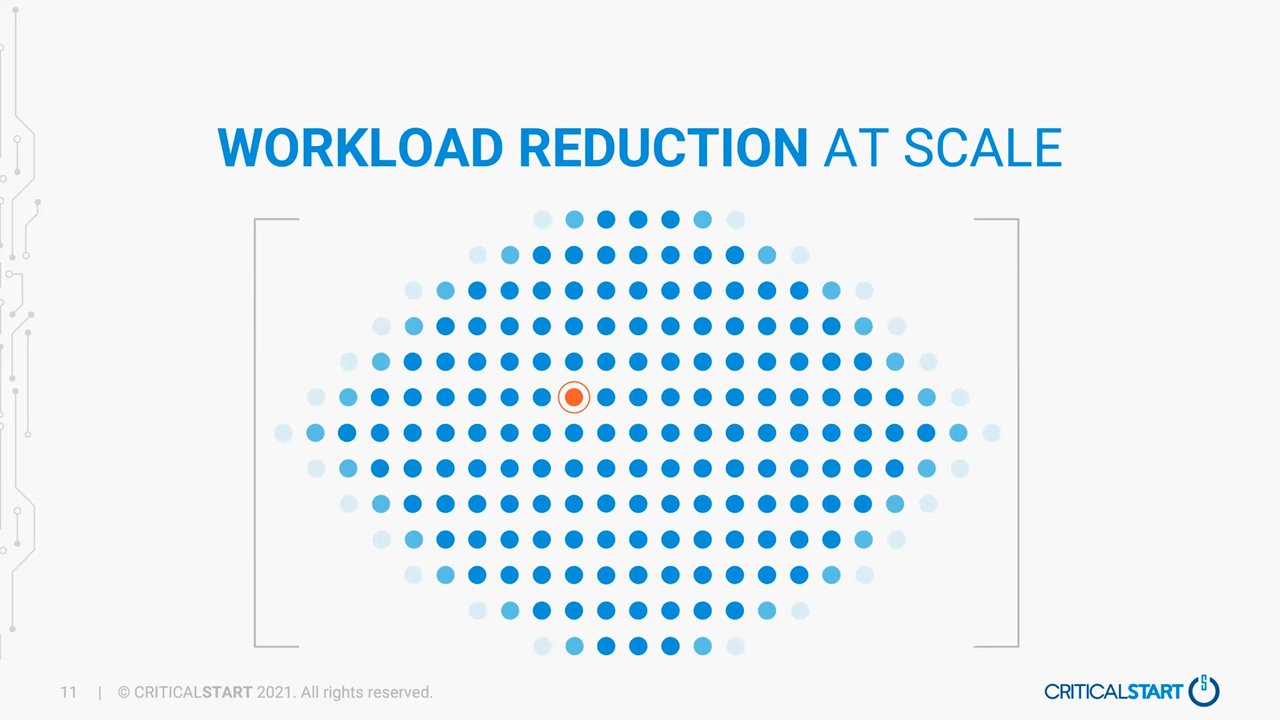 WORKLOAD REDUCTION AT SCALE
11 | © CRITICALSTART 2021. All rights reserved.
CRITICALSTART